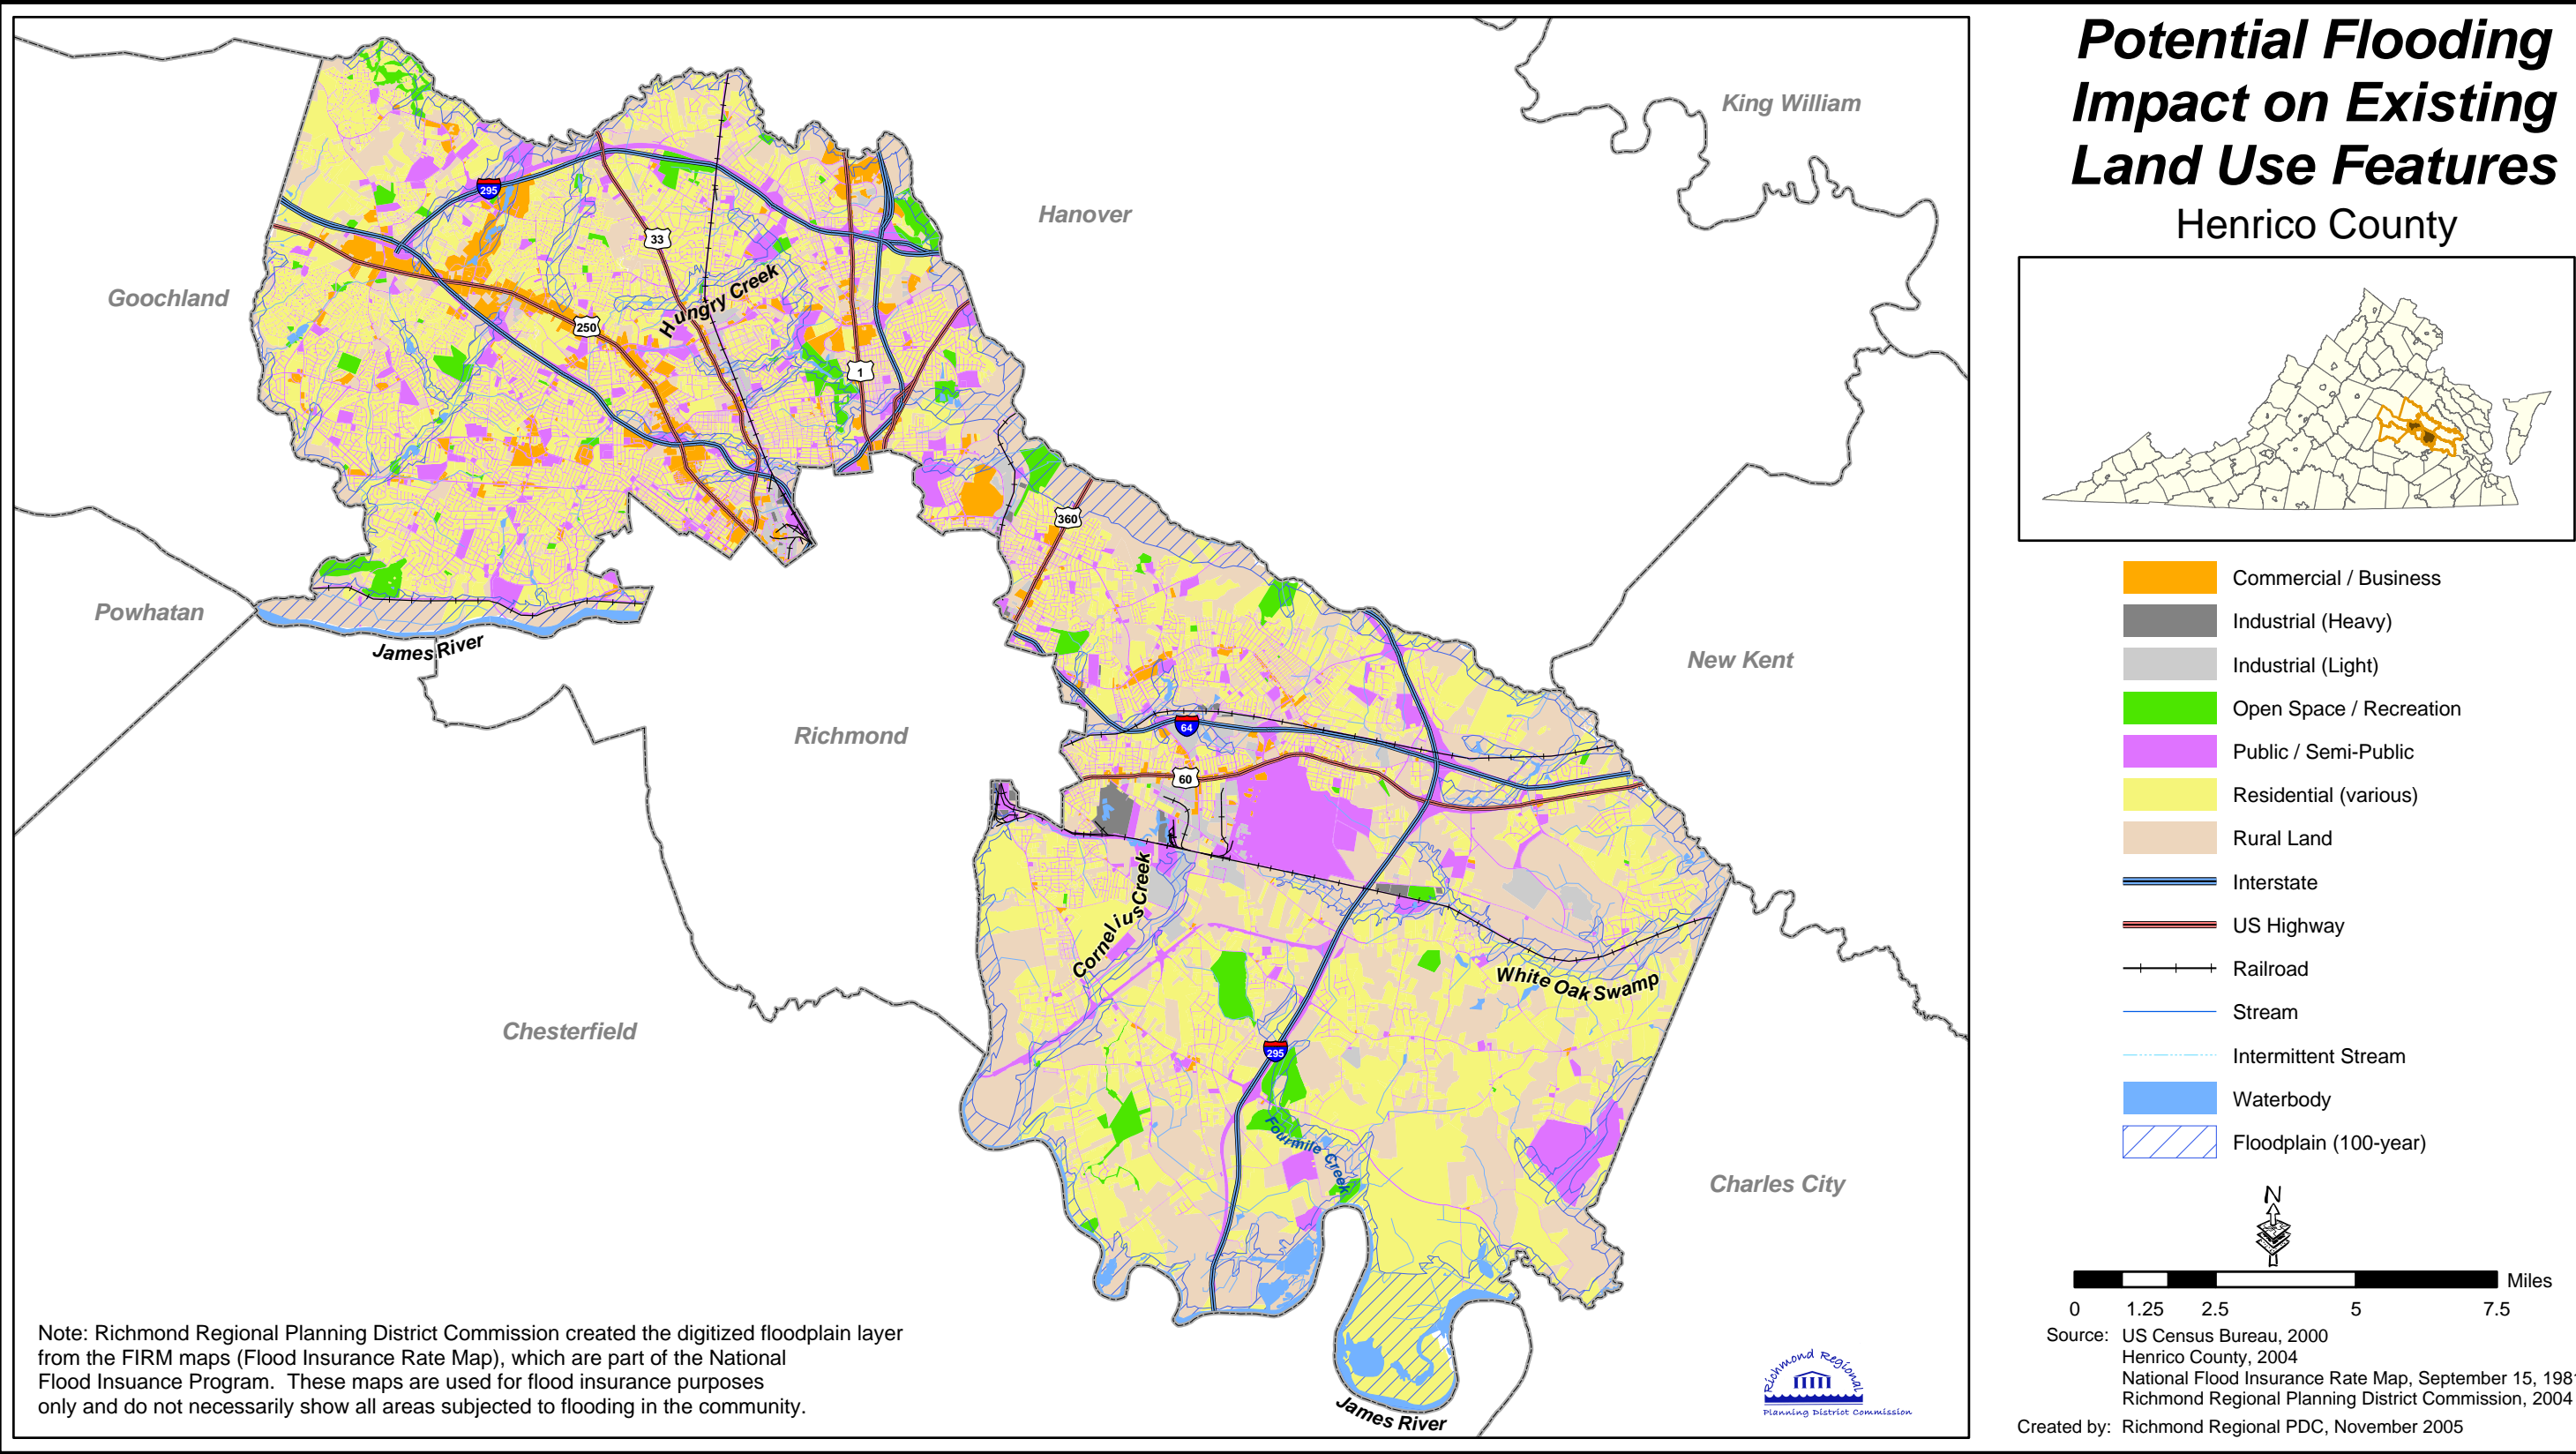 Potential Flooding
Impact on Existing
Land Use Features
Henrico County
King William
Hanover
Goochland
Powhatan
Richmond
New Kent
Chesterfield
Charles City
295
33
250
1
360
64
60
295
Hungry Creek
James River
Cornelius Creek
White Oak Swamp
Fourmile Creek
James River
Commercial / Business
Industrial (Heavy)
Industrial (Light)
Open Space / Recreation
Public / Semi-Public
Residential (various)
Rural Land
Interstate
US Highway
Railroad
Stream
Intermittent Stream
Waterbody
Floodplain (100-year)
N
Miles
0 1.25 2.5 5 7.5
Source: US Census Bureau, 2000
Henrico County, 2004
National Flood Insurance Rate Map, September 15, 198
Richmond Regional Planning District Commission, 2004
Created by: Richmond Regional PDC, November 2005
Note: Richmond Regional Planning District Commission created the digitized floodplain layer
from the FIRM maps (Flood Insurance Rate Map), which are part of the National
Flood Insuance Program. These maps are used for flood insurance purposes
only and do not necessarily show all areas subjected to flooding in the community.
Richmond Regional
Planning District Commission